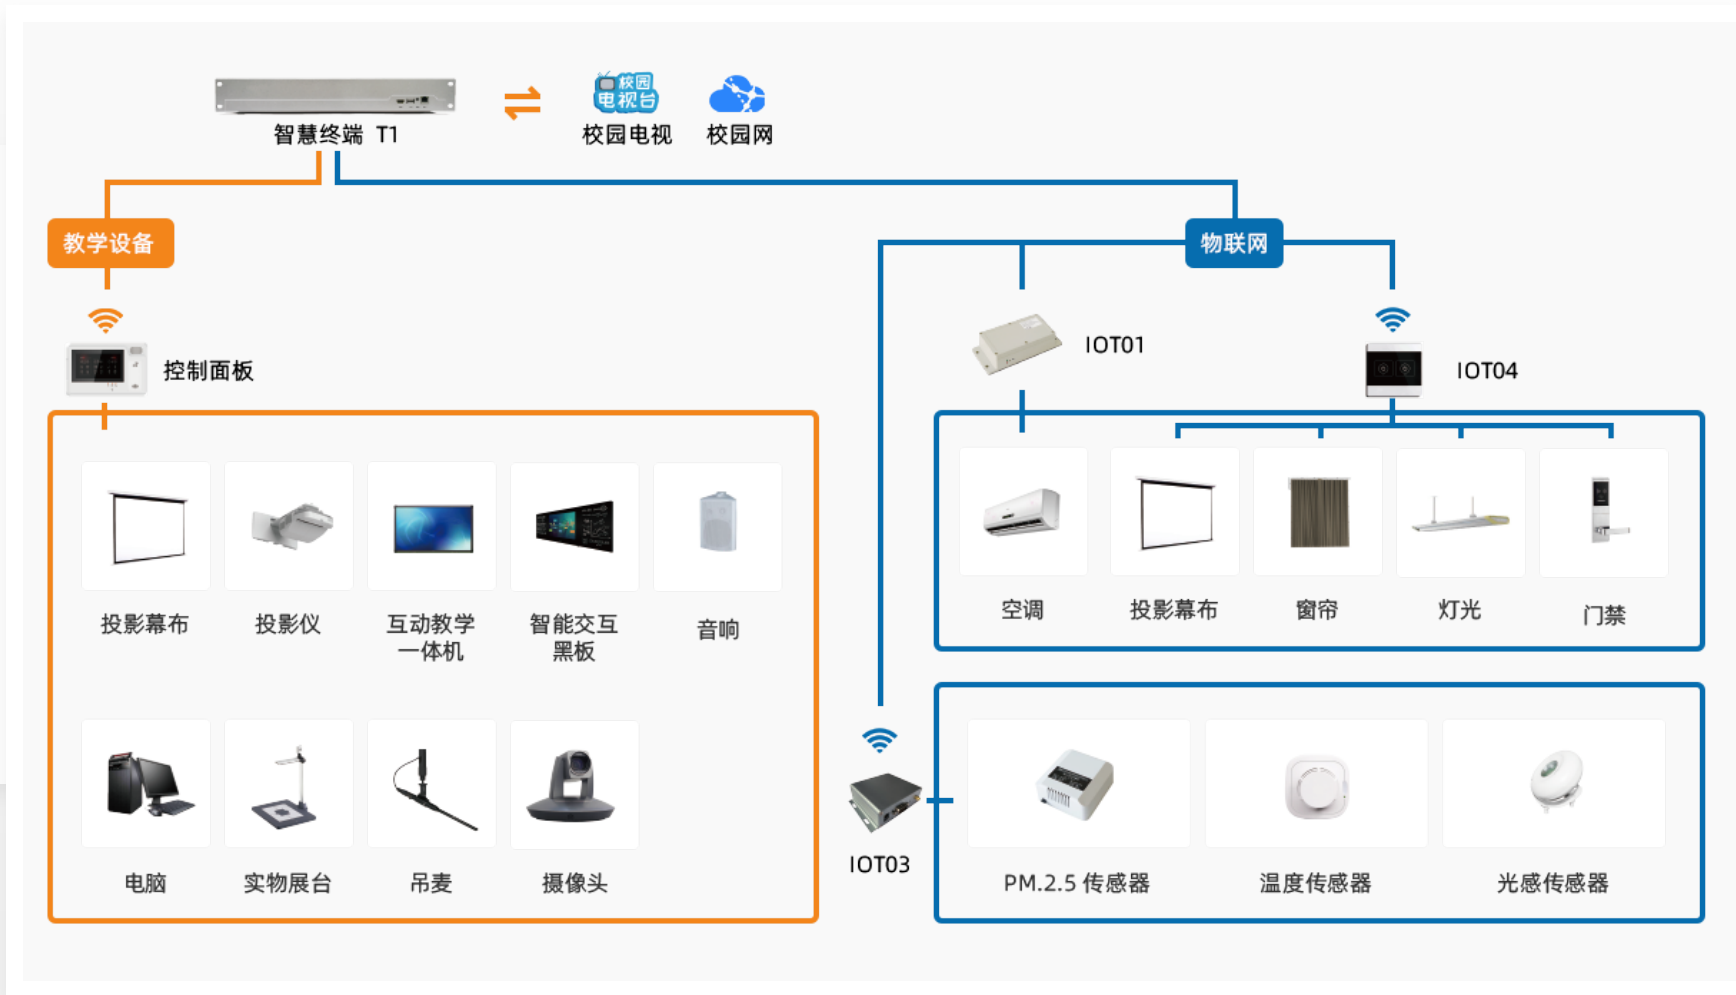 校园
电视台
智慧终端 T1
校园电视
校园网
教学设备
物联网
控制面板
IOT01
IOT04
投影幕布
投影仪
互动教学
一体机
智能交互
黑板
音响
空调
投影幕布
窗帘
灯光
门禁
电脑
实物展台
吊麦
摄像头
IOT03
PM.2.5 传感器
温度传感器
光感传感器